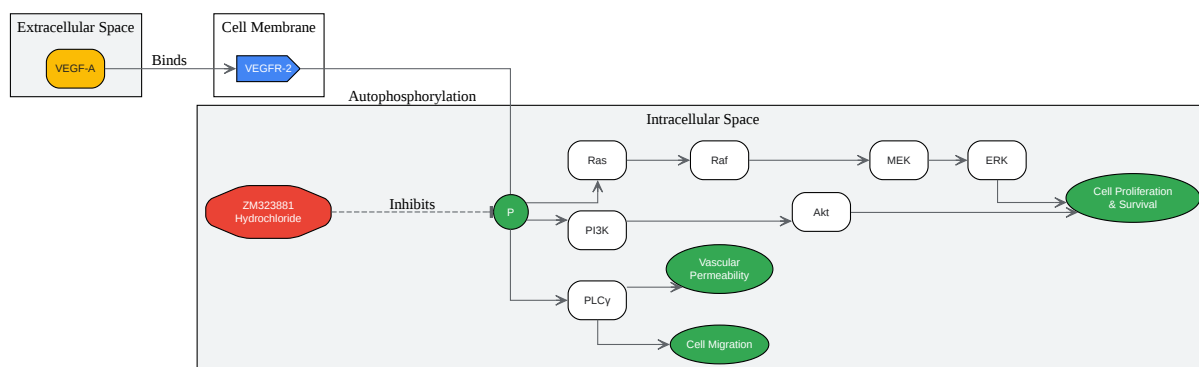 Extracellular Space
Cell Membrane
VEGF-A
Binds
VEGFR-2
Autophosphorylation
Intracellular Space
Ras
Raf
MEK
ERK
ZM323881
Hydrochloride
Inhibits
P
PI3K
Akt
Cell Proliferation
& Survival
Vascular
Permeability
PLCγ
Cell Migration